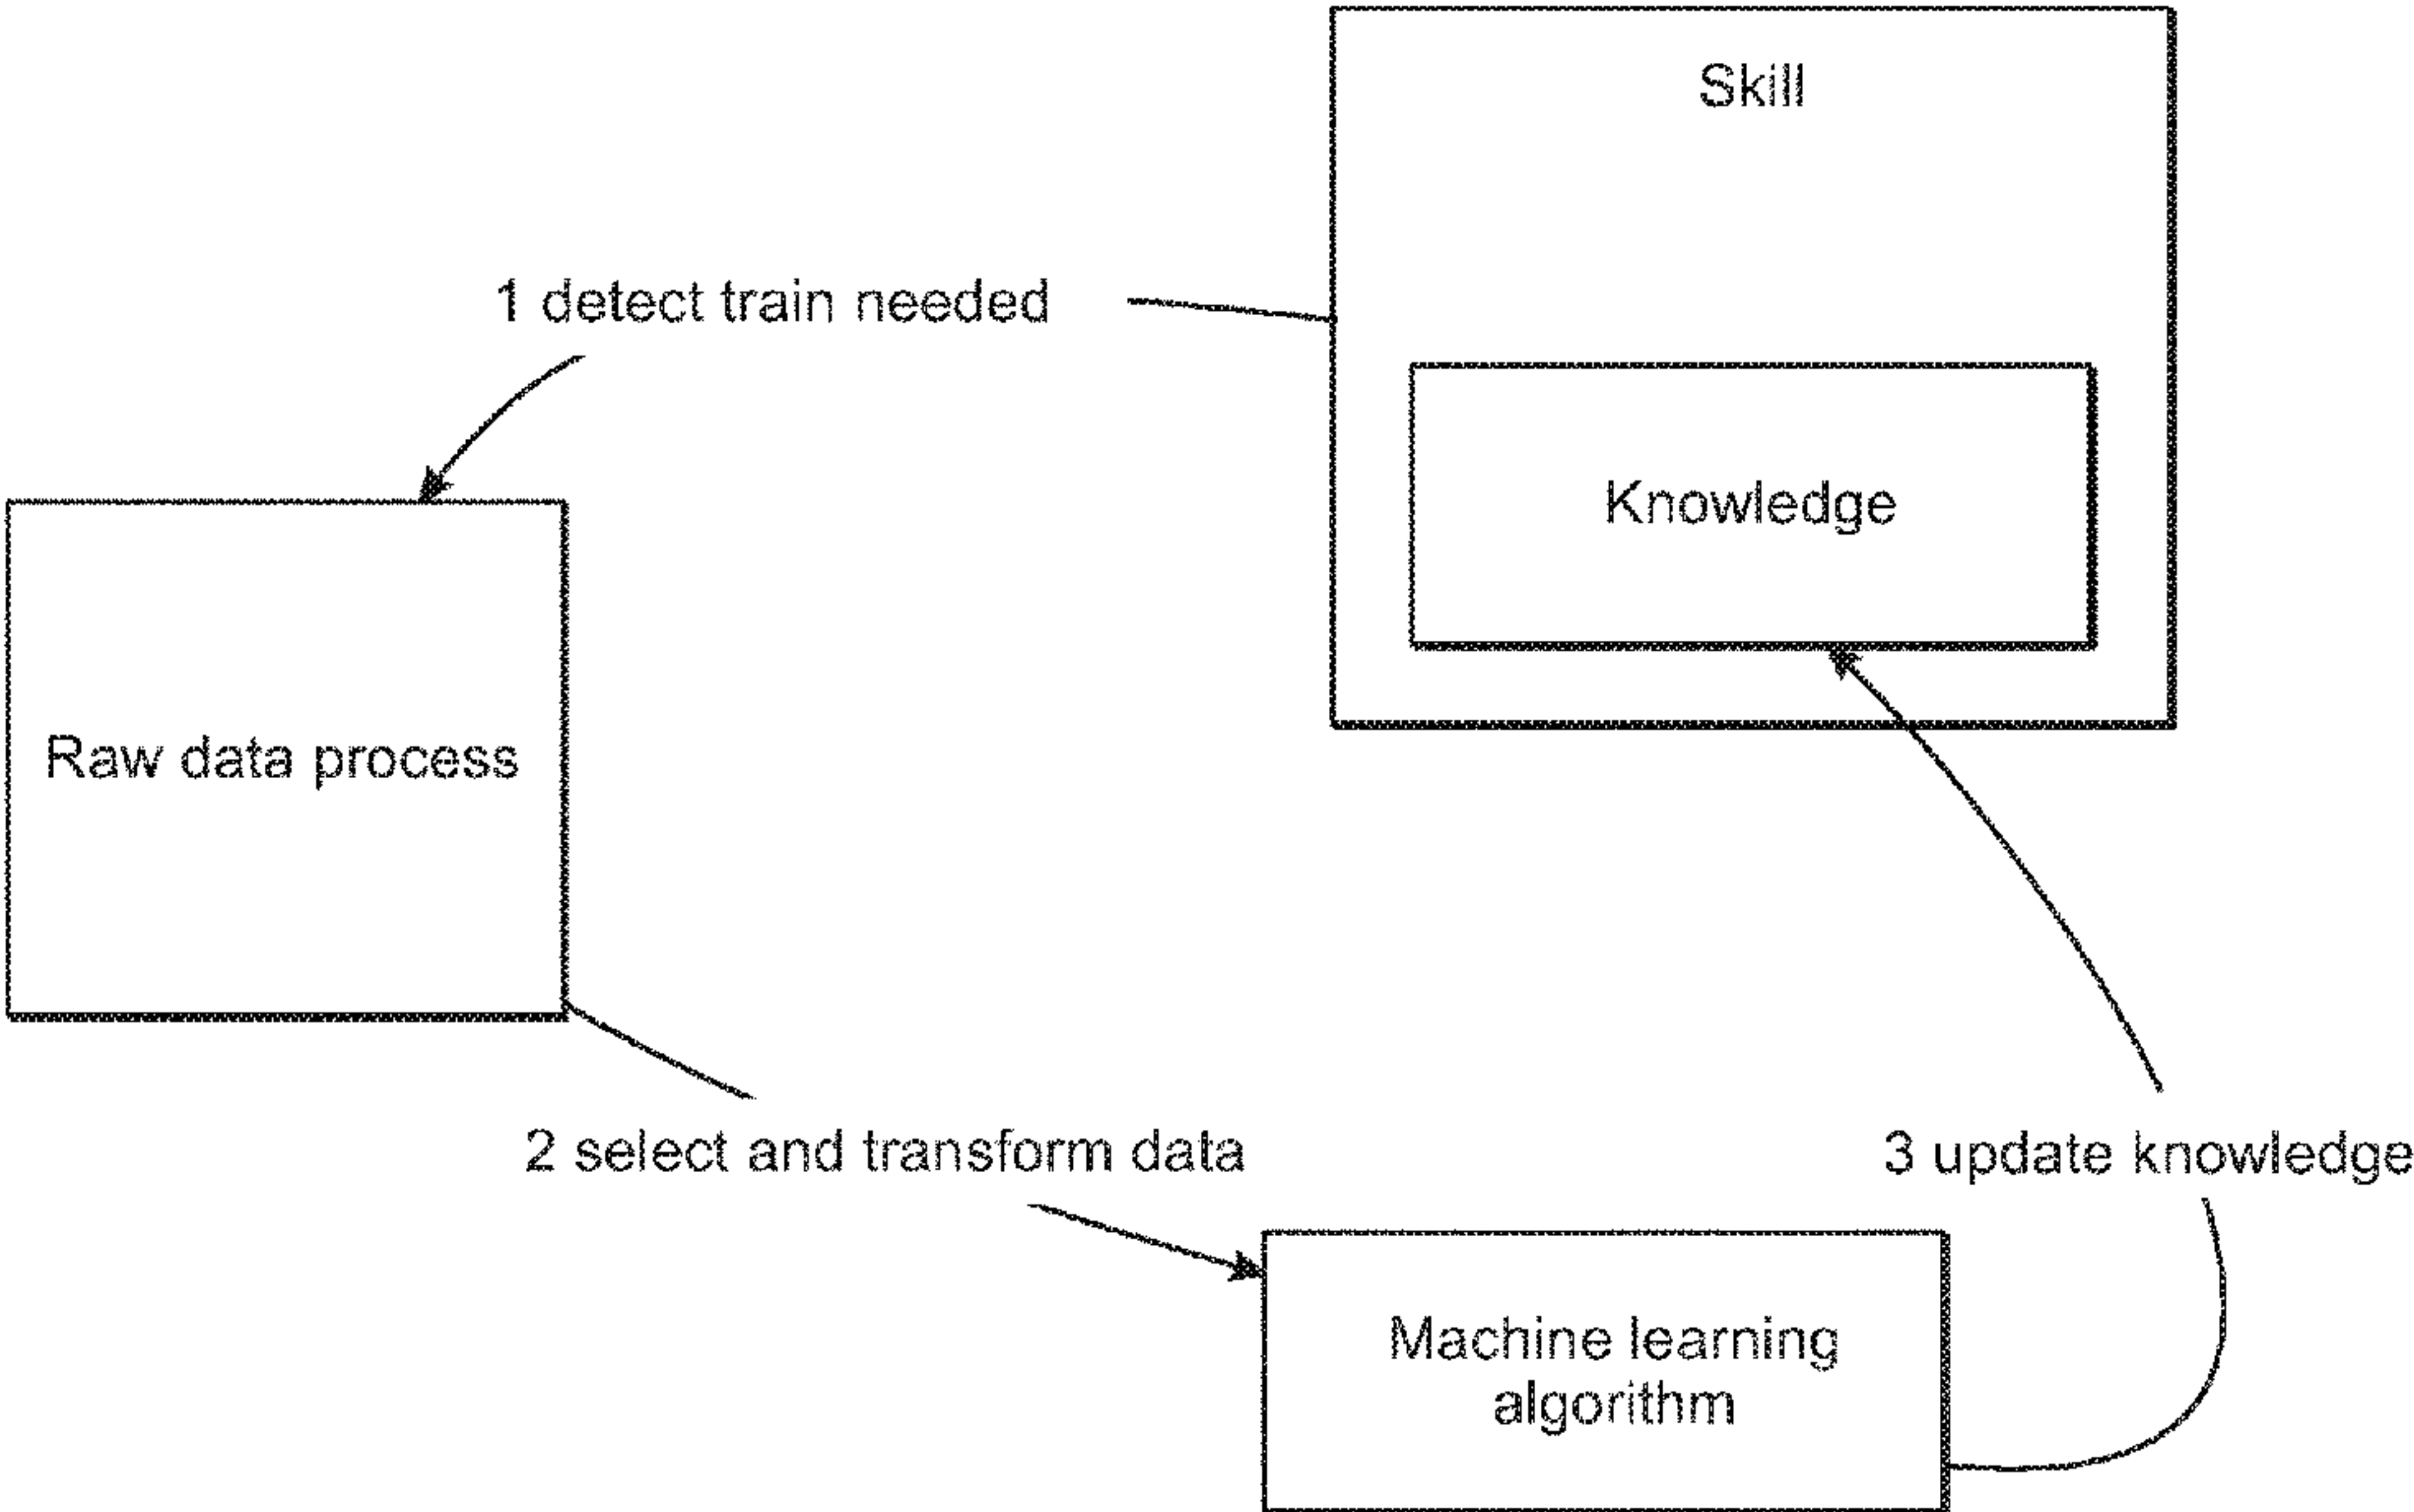 Skill
1 detect train needed
Knowledge
Raw data process
2 select and transform data
3 update knowledge
Machine learning
algorithm